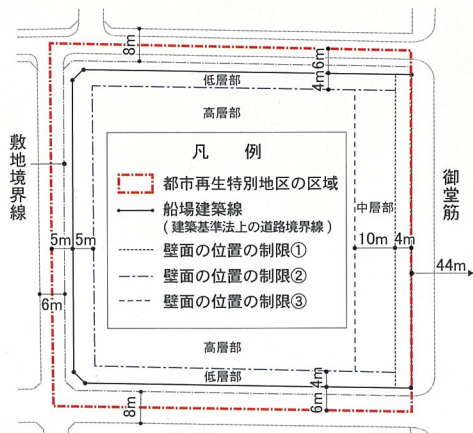 8m
4m6m
低層部
高層部
敷地境界線
凡 例
都市再生特別地区の区域
船場建築線
(建築基準法上の道路境界線)
壁面の位置の制限①
壁面の位置の制限②
壁面の位置の制限③
中層部
御堂筋
5m 5m
10m 4m
44m
6m
高層部
低層部
8m
6m 4m